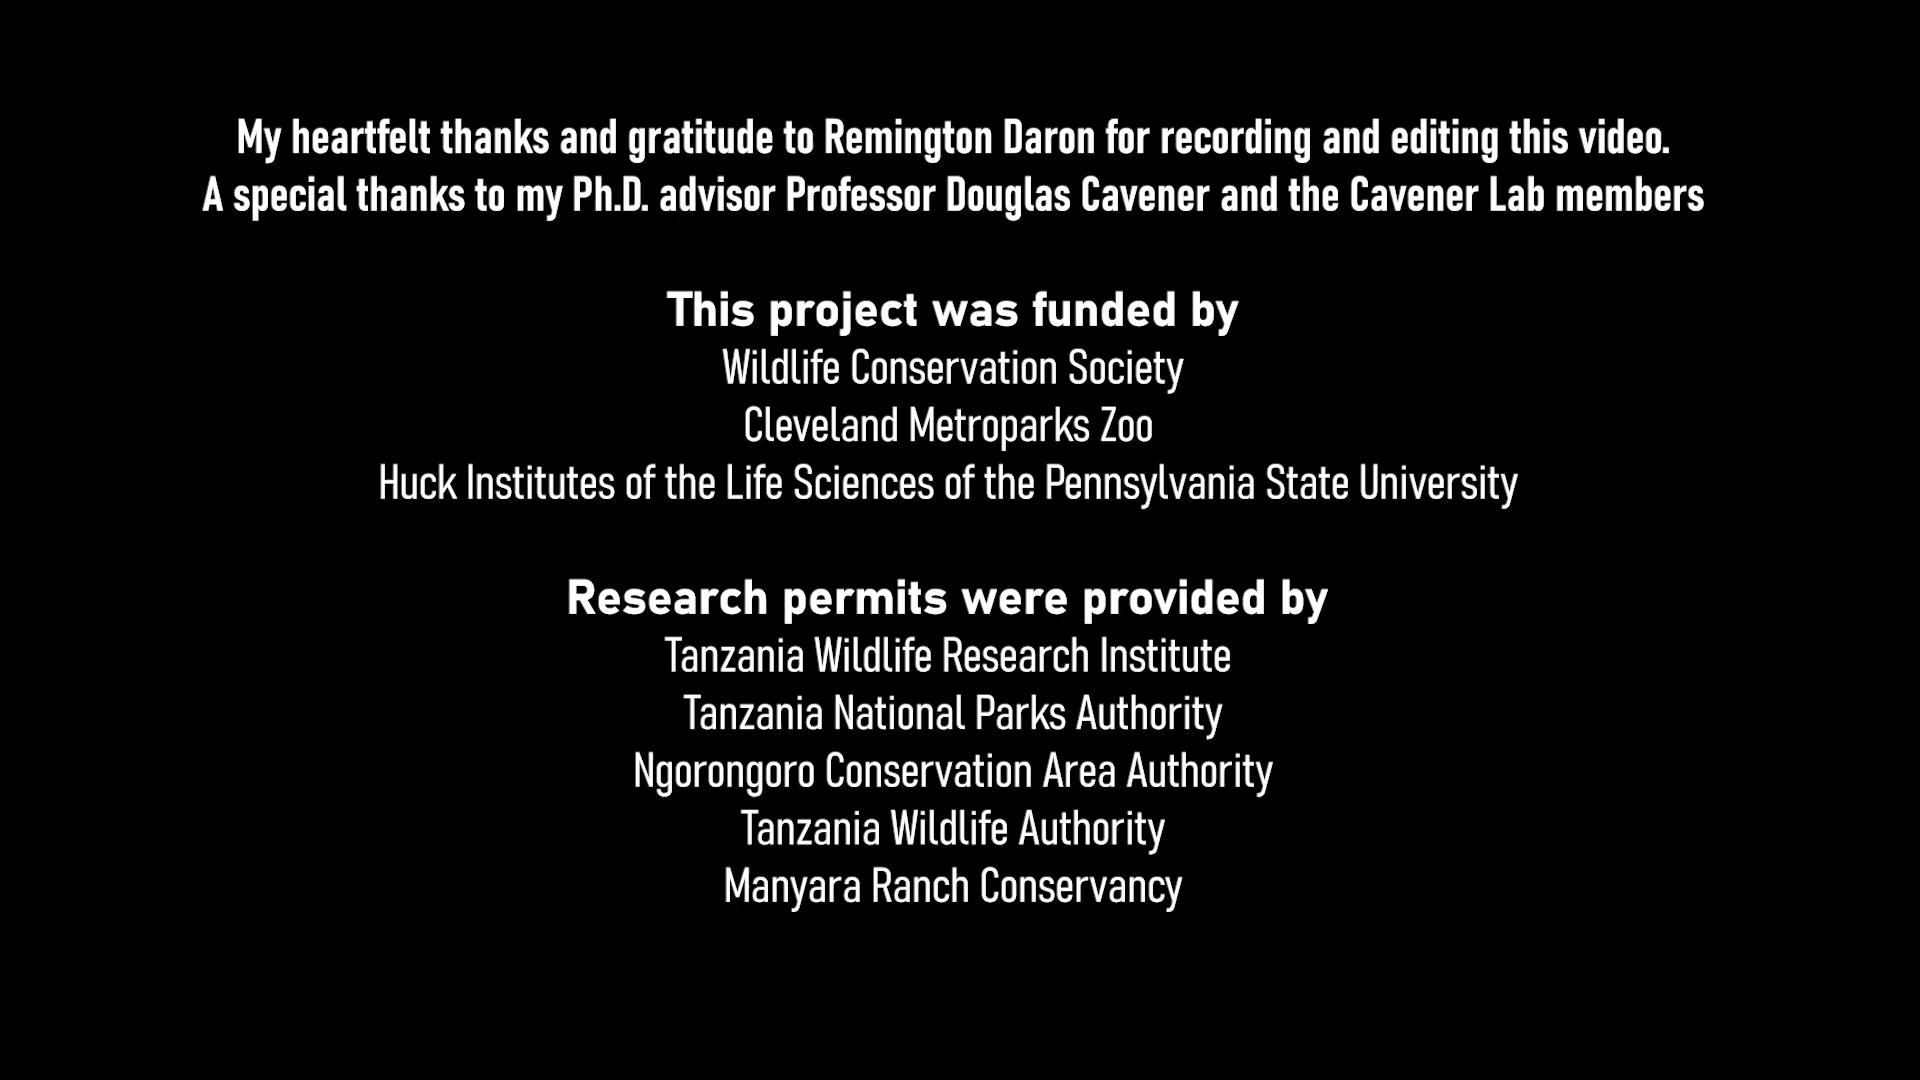 My heartfelt thanks and gratitude to Remington Daron for recording and editing this video.
A special thanks to my Ph.D. advisor Professor Douglas Cavener and the Cavener Lab members
This project was funded by
Wildlife Conservation Society
Cleveland Metroparks Zoo
Huck Institutes of the Life Sciences of the Pennsylvania State University
Research permits were provided by
Tanzania Wildlife Research Institute
Tanzania National Parks Authority
Ngorongoro Conservation Area Authority
Tanzania Wildlife Authority
Manyara Ranch Conservancy